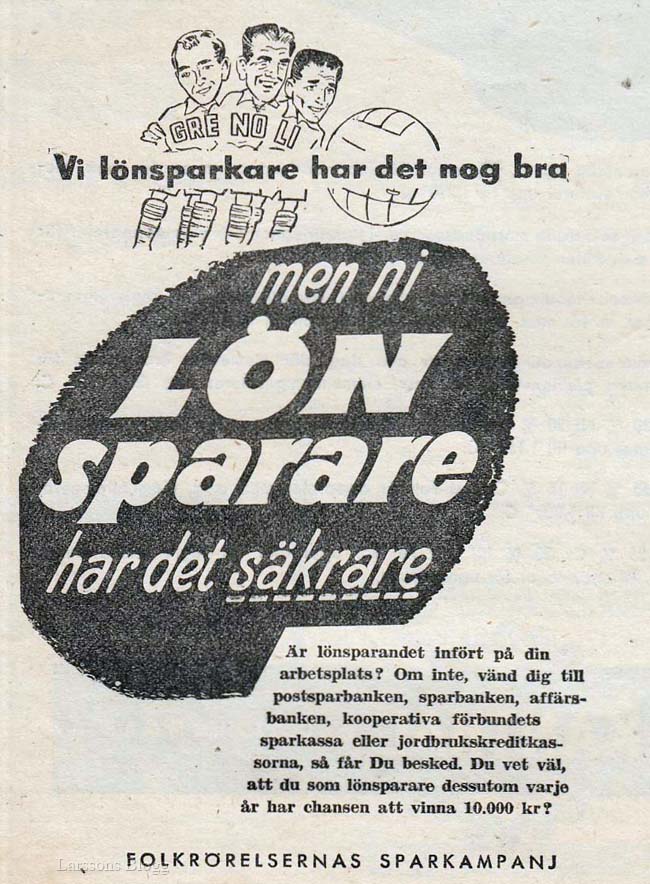 GRE NO LI
Vi lönsparkare har det nog bra
men ni
LÖN
sparare
har det säkrare
Är lönsparandet infört på din
arbetsplats? Om inte, vänd dig till
postsparbanken, sparbanken, affärs-
banken, kooperativa förbundets
sparkassa eller jordbrukskreditkas-
sorna, så får Du besked. Du vet väl,
att du som lönsparare dessutom varje
år har chansen att vinna 10.000 kr?
FOLKRÖRELSERNAS SPARKAMPANJ
Larssons Blogg